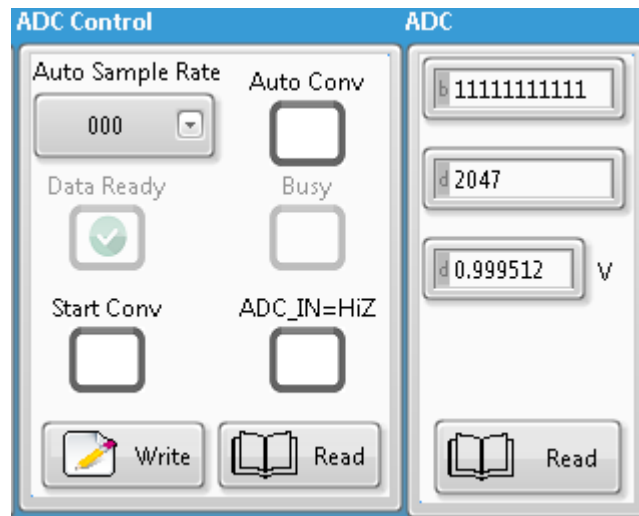 ADC Control
Auto Sample Rate
Auto Conv
000
Data Ready
Busy
Start Conv
ADC_IN=HiZ
Write
Read
ADC
b 11111111111
d 2047
d 0.999512 V
Read